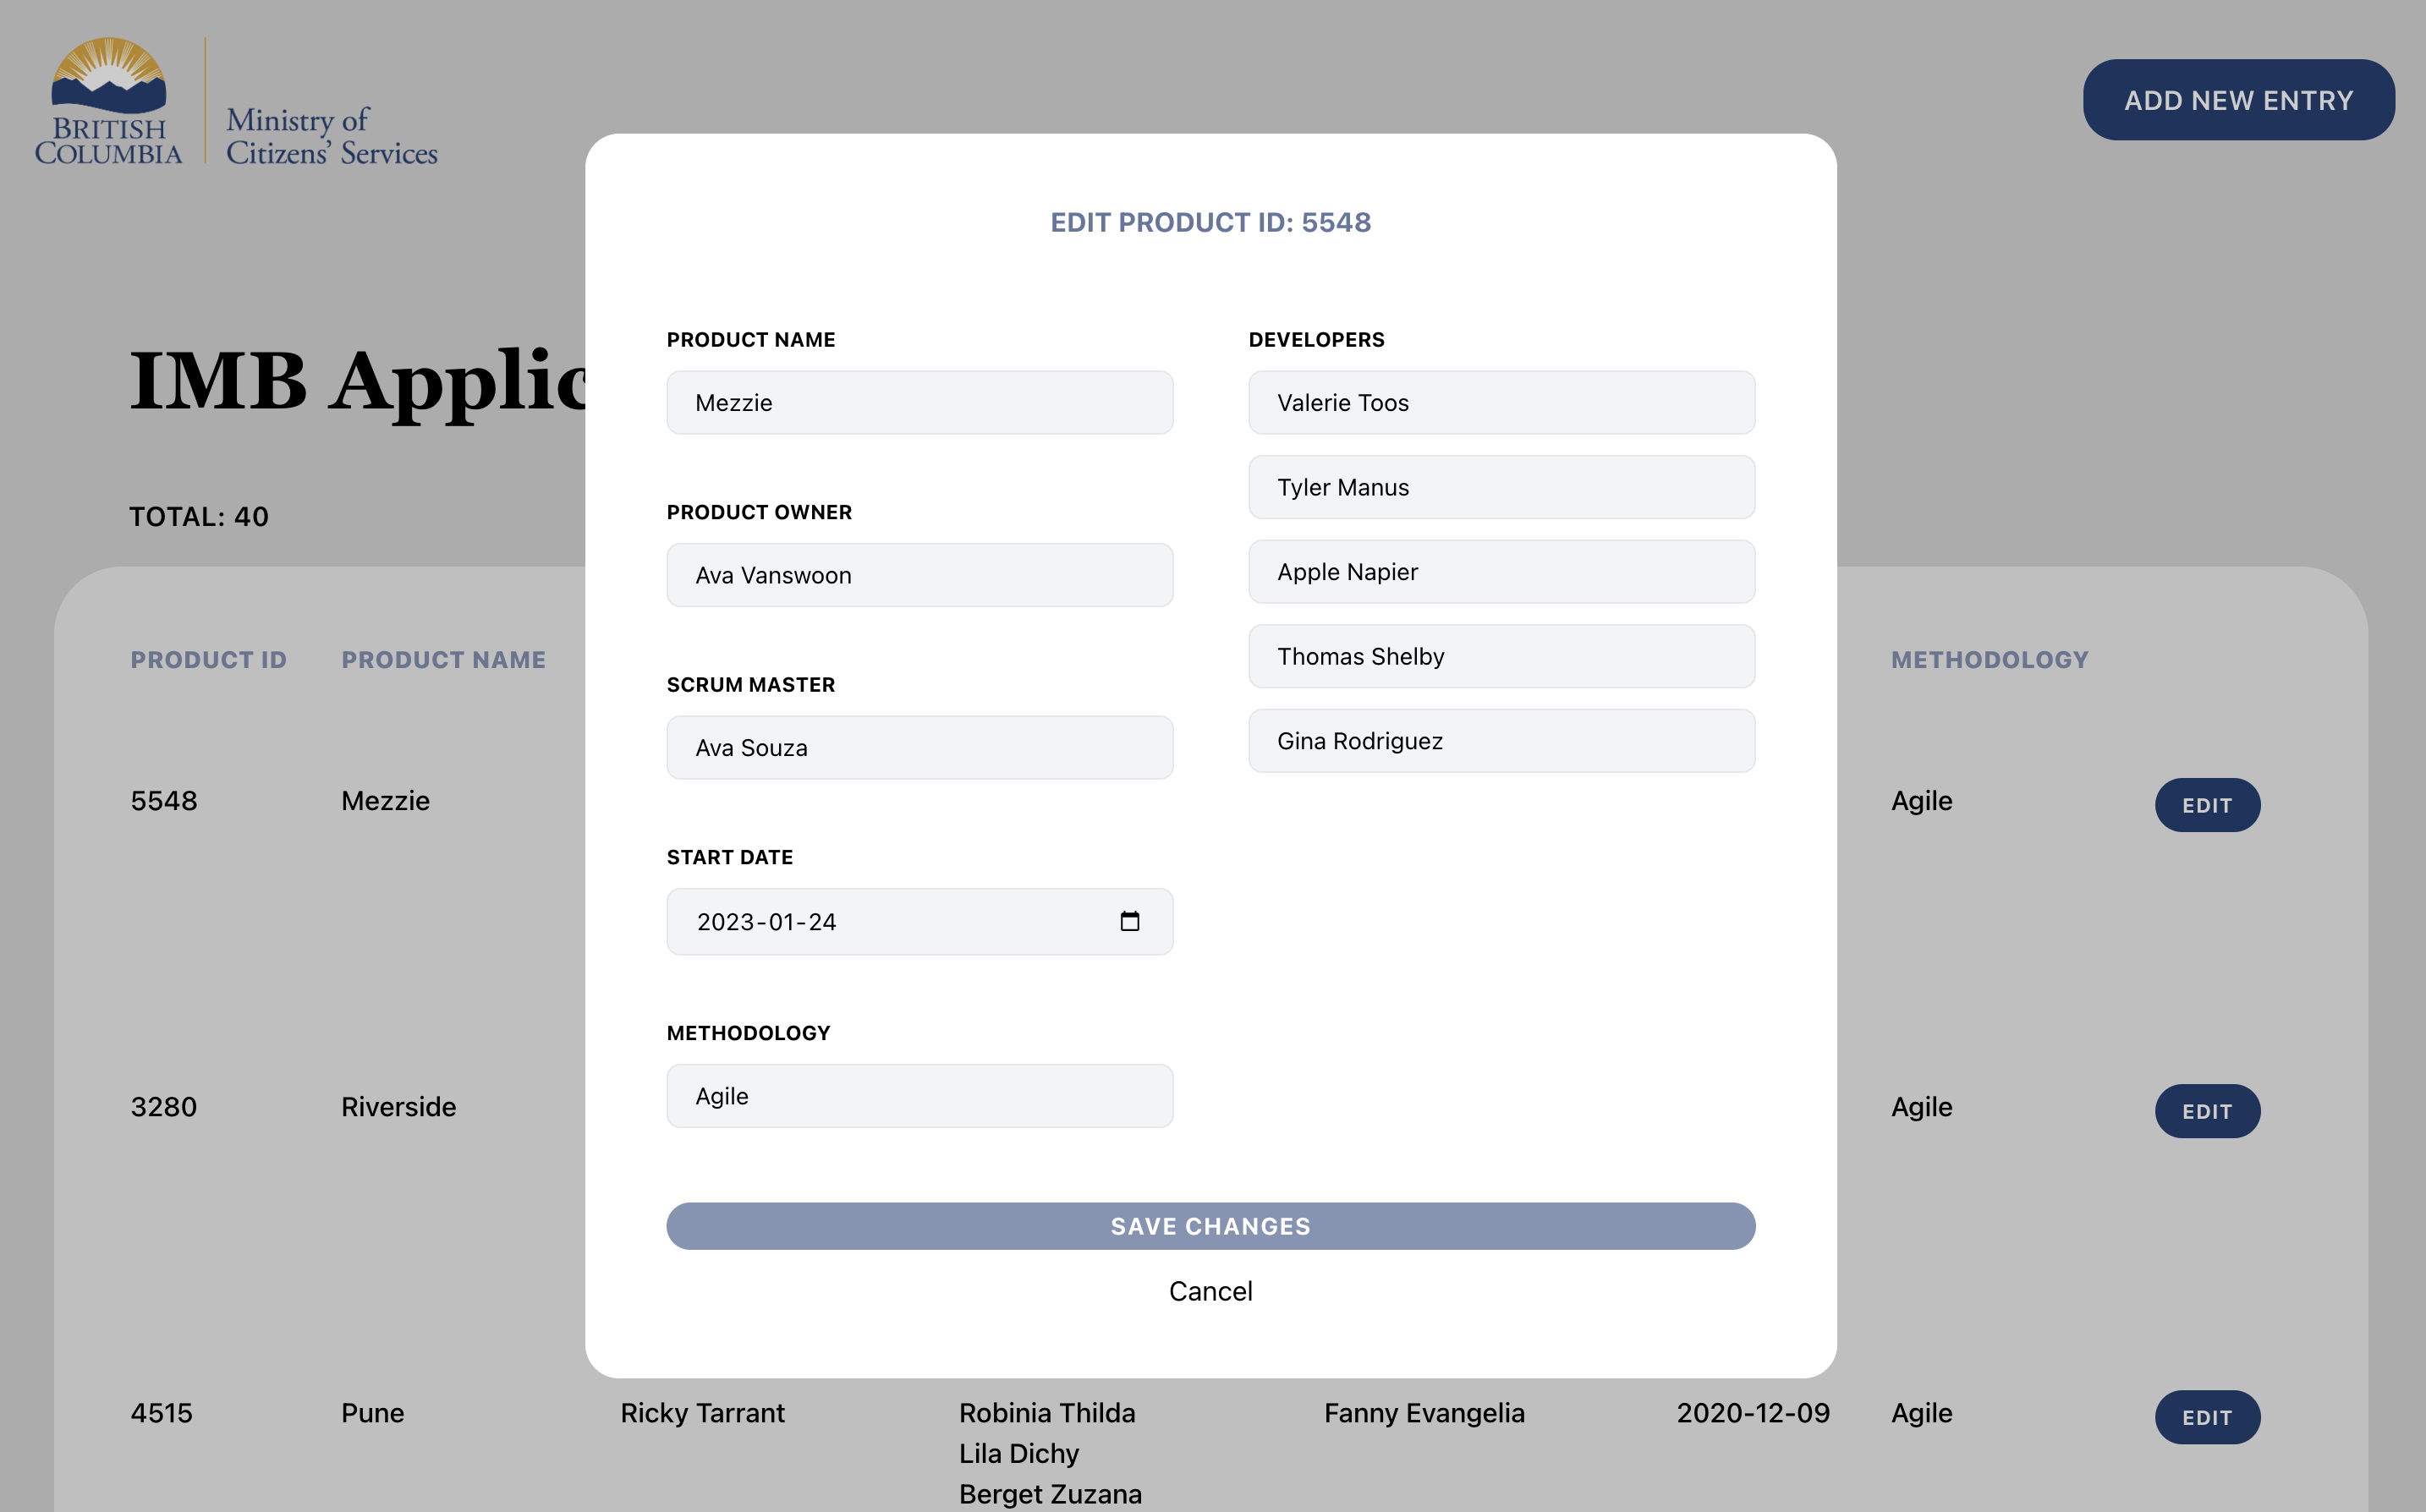 BRITISH
COLUMBIA
Ministry of
Citizens’ Services
ADD NEW ENTRY
IMB Applic
TOTAL: 40
PRODUCT ID
PRODUCT NAME
METHODOLOGY
5548
Mezzie
Agile
EDIT
3280
Riverside
Agile
EDIT
4515
Pune
Ricky Tarrant
Robinia Thilda
Lila Dichy
Berget Zuzana
Fanny Evangelia
2020-12-09
Agile
EDIT
EDIT PRODUCT ID: 5548
PRODUCT NAME
Mezzie
PRODUCT OWNER
Ava Vanswoon
SCRUM MASTER
Ava Souza
START DATE
2023-01-24
METHODOLOGY
Agile
DEVELOPERS
Valerie Toos
Tyler Manus
Apple Napier
Thomas Shelby
Gina Rodriguez
SAVE CHANGES
Cancel